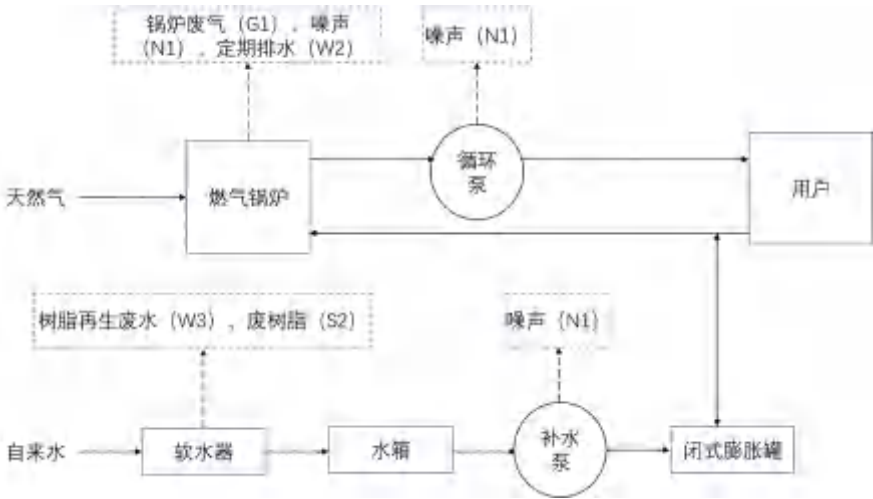 锅炉废气（G1）、噪声
（N1）、定期排水（W2）
噪声（N1）
天然气
燃气锅炉
循环
泵
用户
树脂再生废水（W3）、废树脂（S2）
噪声（N1）
自来水
软水器
水箱
补水
泵
闭式膨胀罐